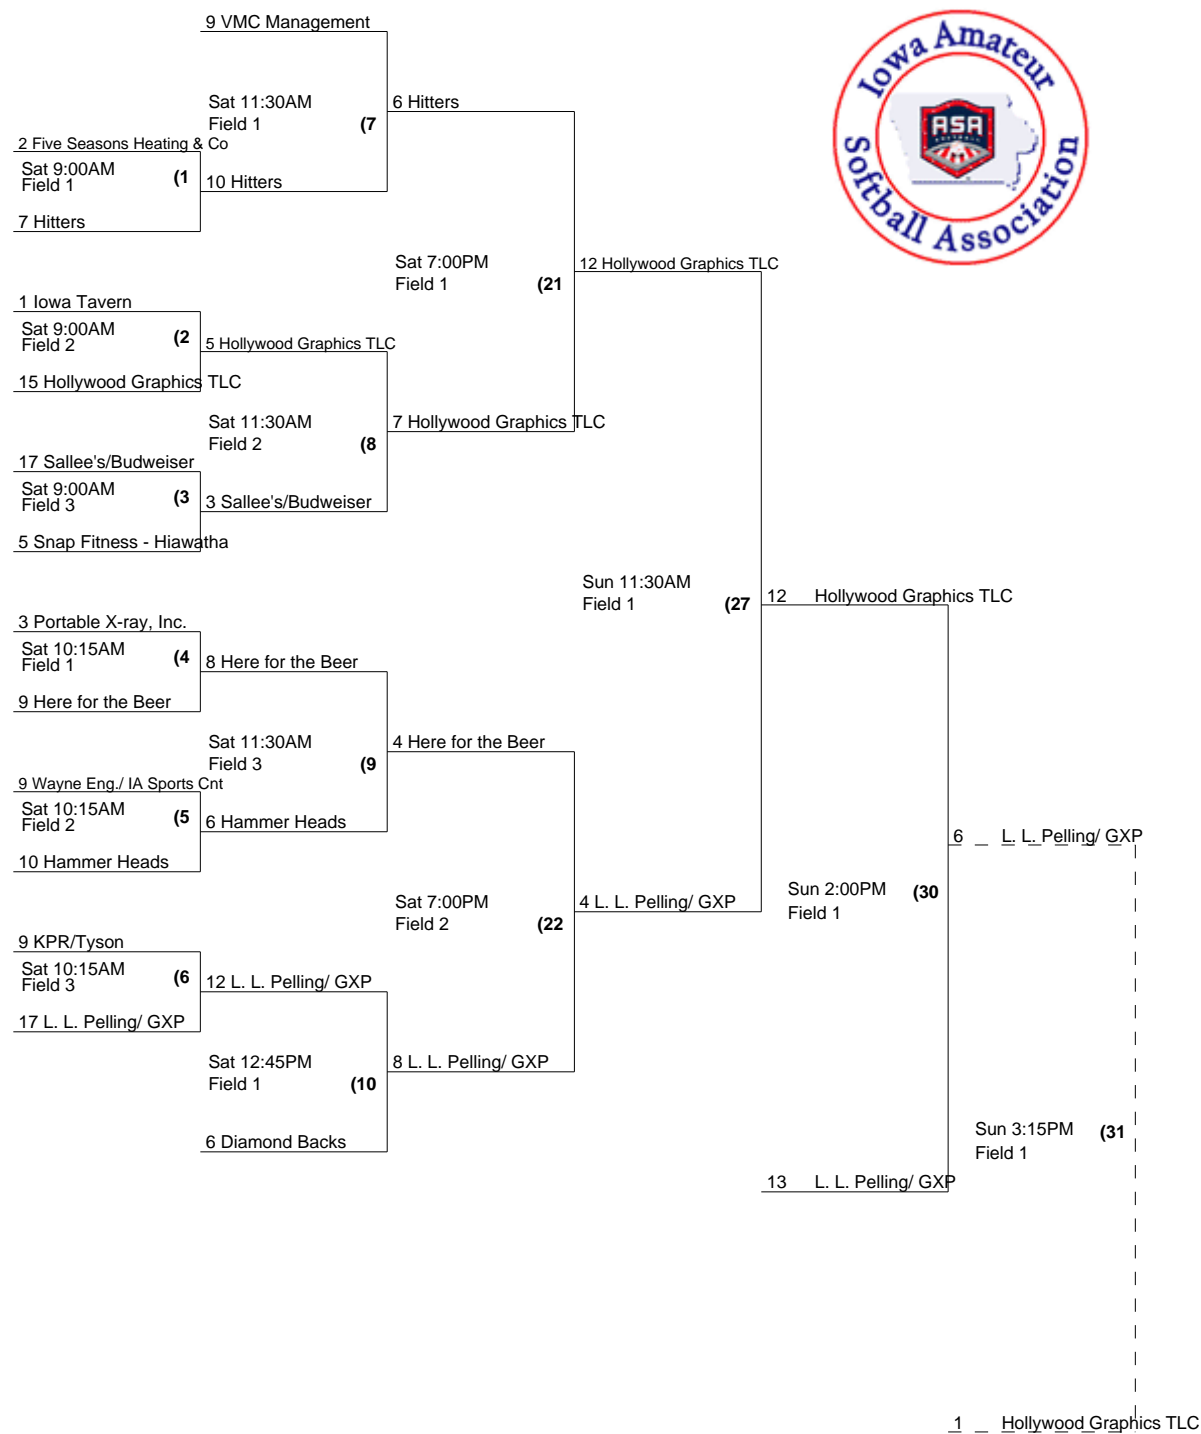 9 VMC Management
Iowa Amateur
Softball Association
ASA
Sat 11:30AM
Field 1
(7
6 Hitters
2 Five Seasons Heating & Co
Sat 9:00AM
Field 1
(1
10 Hitters
7 Hitters
Sat 7:00PM
Field 1
(21
12 Hollywood Graphics TLC
1 Iowa Tavern
Sat 9:00AM
Field 2
(2
5 Hollywood Graphics TLC
15 Hollywood Graphics TLC
Sat 11:30AM
Field 2
(8
7 Hollywood Graphics TLC
17 Sallee's/Budweiser
Sat 9:00AM
Field 3
(3
3 Sallee's/Budweiser
5 Snap Fitness - Hiawatha
Sun 11:30AM
Field 1
(27
12 Hollywood Graphics TLC
3 Portable X-ray, Inc.
Sat 10:15AM
Field 1
(4
8 Here for the Beer
9 Here for the Beer
Sat 11:30AM
Field 3
(9
4 Here for the Beer
9 Wayne Eng./ IA Sports Cnt
Sat 10:15AM
Field 2
(5
6 Hammer Heads
10 Hammer Heads
6 L. L. Pelling/ GXP
Sun 2:00PM
Field 1
(30
Sat 7:00PM
Field 2
(22
4 L. L. Pelling/ GXP
9 KPR/Tyson
Sat 10:15AM
Field 3
(6
12 L. L. Pelling/ GXP
17 L. L. Pelling/ GXP
Sat 12:45PM
Field 1
(10
8 L. L. Pelling/ GXP
6 Diamond Backs
Sun 3:15PM
Field 1
(31
13 L. L. Pelling/ GXP
1 Hollywood Graphics TLC